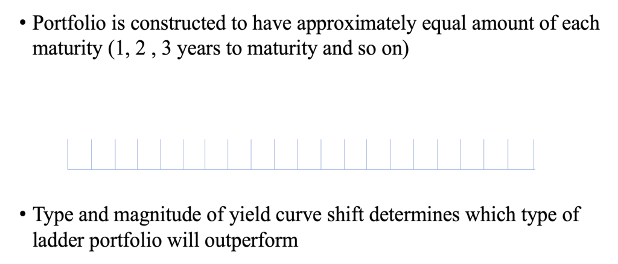 • Portfolio is constructed to have approximately equal amount of each
maturity (1, 2 , 3 years to maturity and so on)
• Type and magnitude of yield curve shift determines which type of
ladder portfolio will outperform